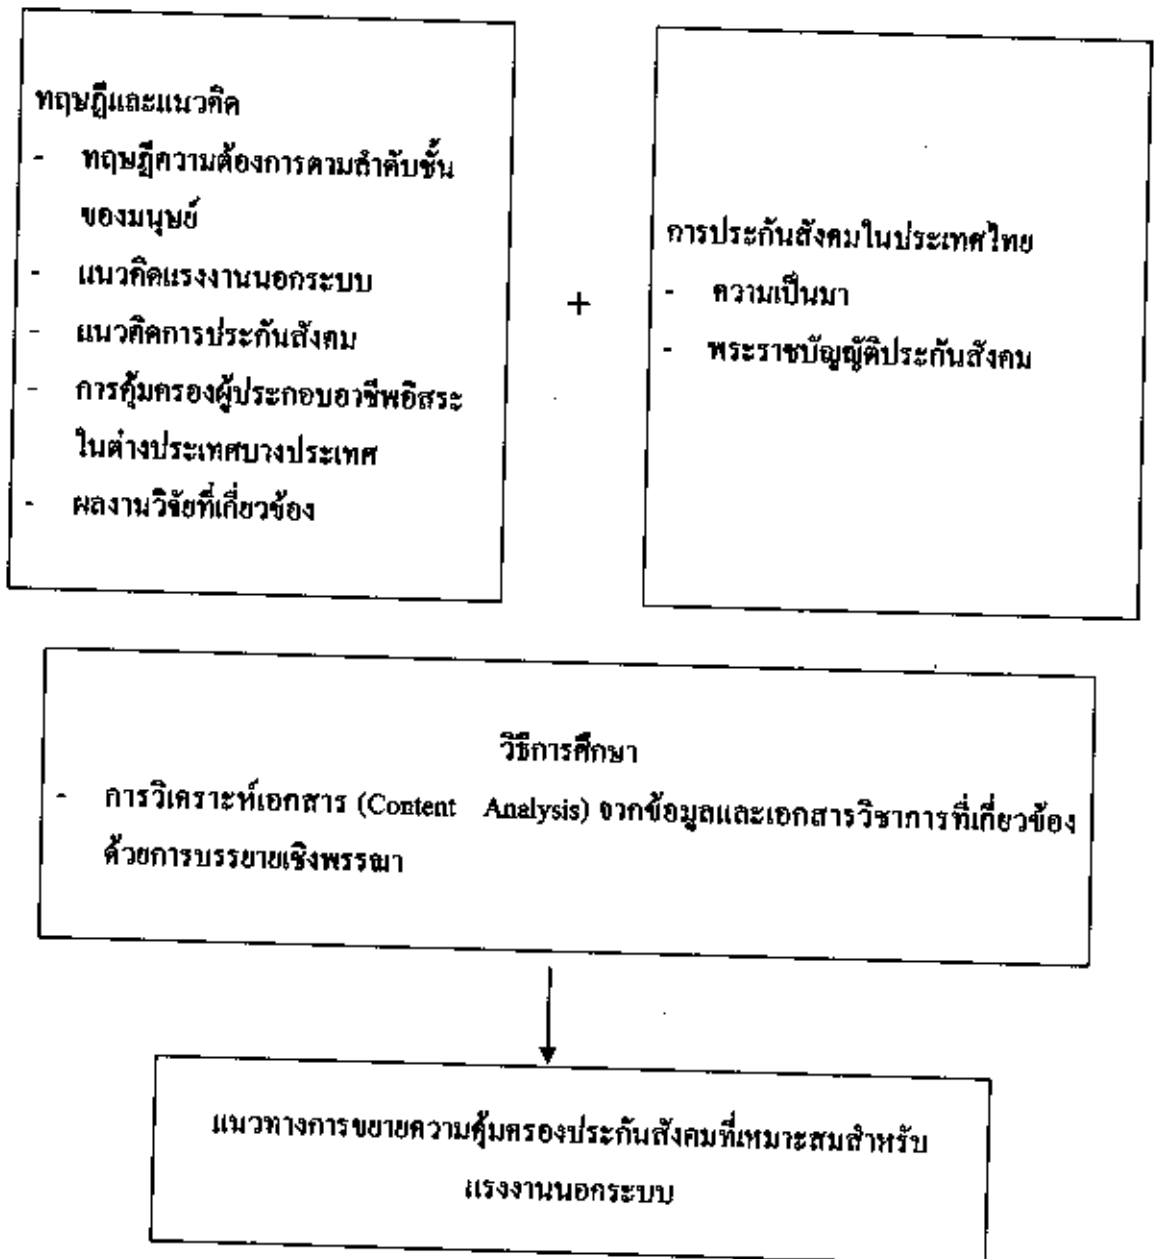 ทฤษฎีและแนวคิด
- ทฤษฎีความต้องการตามลำดับชั้น
ของมนุษย์
- แนวคิดแรงงานนอกระบบ
- แนวคิดการประกันสังคม
- การคุ้มครองผู้ประกอบอาชีพอิสระ
ในต่างประเทศบางประเทศ
- ผลงานวิจัยที่เกี่ยวข้อง
+
การประกันสังคมในประเทศไทย
- ความเป็นมา
- พระราชบัญญัติประกันสังคม
วิธีการศึกษา
- การวิเคราะห์เอกสาร (Content Analysis) จากข้อมูลและเอกสารวิชาการที่เกี่ยวข้อง
ด้วยการบรรยายเชิงพรรณา
แนวทางการขยายความคุ้มครองประกันสังคมที่เหมาะสมสำหรับ
แรงงานนอกระบบ